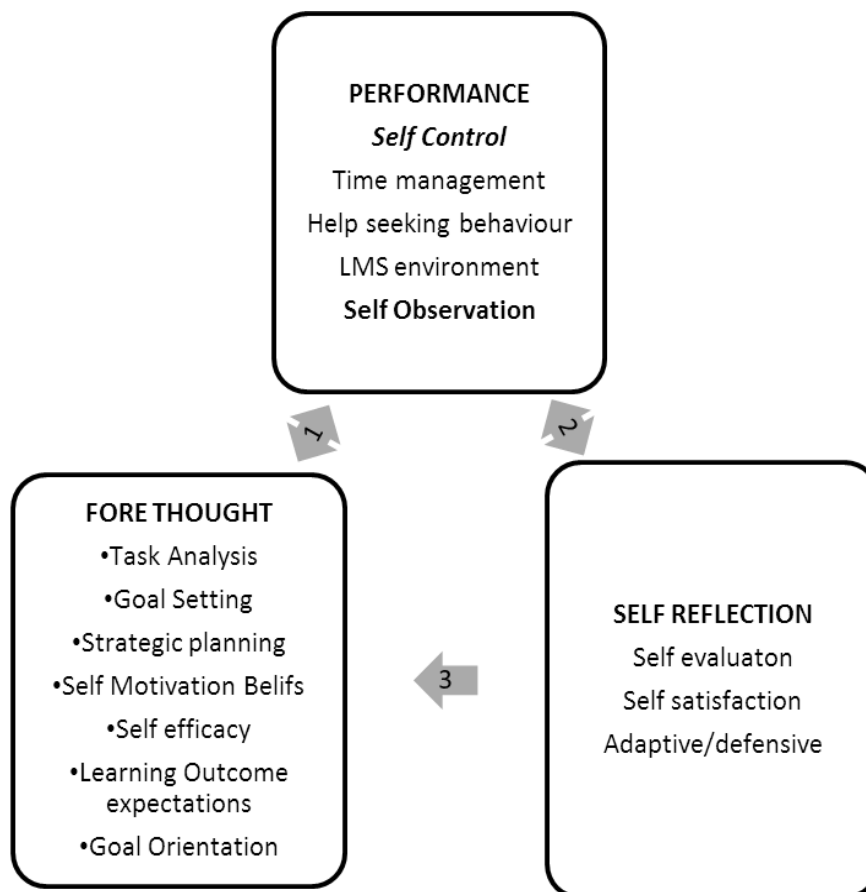 PERFORMANCE
Self Control
Time management
Help seeking behaviour
LMS environment
Self Observation
1
2
FORE THOUGHT
•Task Analysis
•Goal Setting
•Strategic planning
•Self Motivation Belifs
•Self efficacy
•Learning Outcome
expectations
•Goal Orientation
3
SELF REFLECTION
Self evaluaton
Self satisfaction
Adaptive/defensive